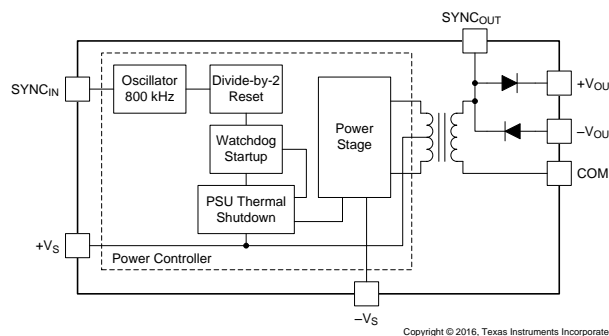 SYNCOUT
SYNCIN
Oscillator
800 kHz
Divide-by-2
Reset
Watchdog
Startup
PSU Thermal
Shutdown
Power
Stage
+VOU
–VOU
COM
+VS
Power Controller
–VS
Copyright © 2016, Texas Instruments Incorporate